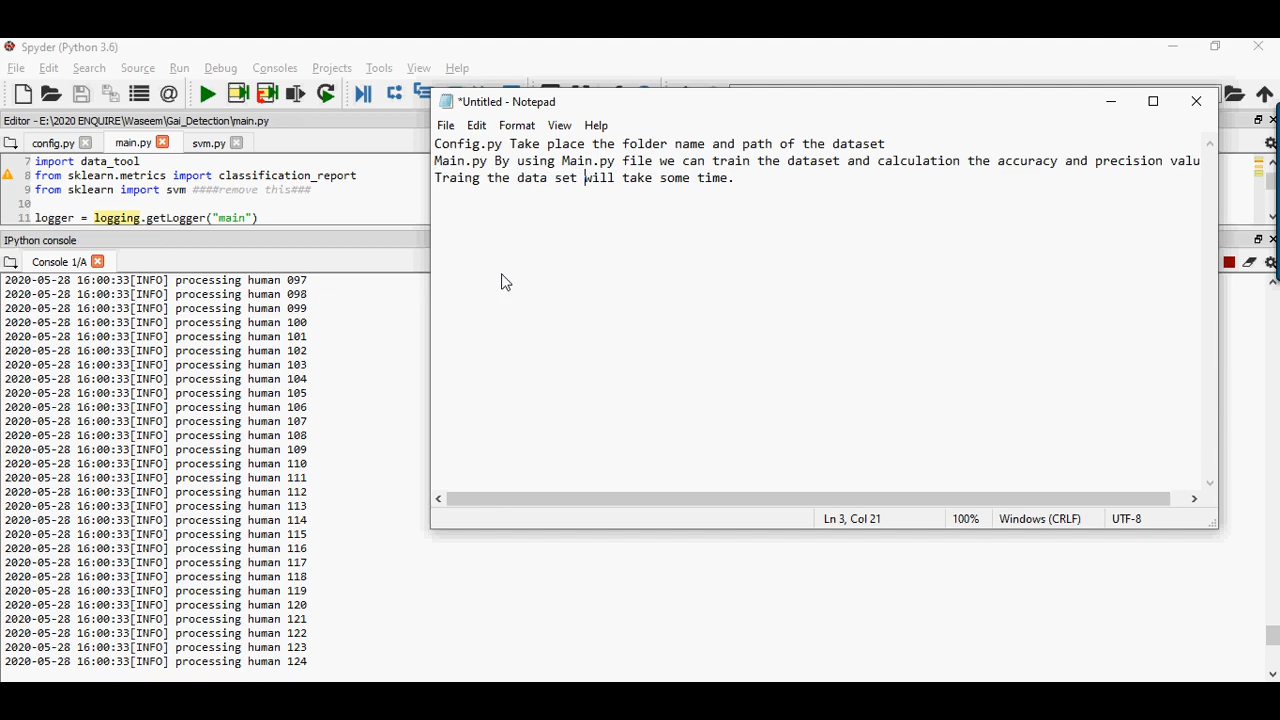 Spyder (Python 3.6)
File Edit Search Source Run Debug Consoles Projects Tools View Help
Editor - E:\2020 ENQUIRE\Waseem\Gai_Detection\main.py
config.py main.py svm.py
7 import data_tool
8 from sklearn.metrics import classification_report
9 from sklearn import svm ####remove this###
10
11 logger = logging.getLogger("main")
IPython console
Console 1/A
2020-05-28 16:00:33[INFO] processing human 097
2020-05-28 16:00:33[INFO] processing human 098
2020-05-28 16:00:33[INFO] processing human 099
2020-05-28 16:00:33[INFO] processing human 100
2020-05-28 16:00:33[INFO] processing human 101
2020-05-28 16:00:33[INFO] processing human 102
2020-05-28 16:00:33[INFO] processing human 103
2020-05-28 16:00:33[INFO] processing human 104
2020-05-28 16:00:33[INFO] processing human 105
2020-05-28 16:00:33[INFO] processing human 106
2020-05-28 16:00:33[INFO] processing human 107
2020-05-28 16:00:33[INFO] processing human 108
2020-05-28 16:00:33[INFO] processing human 109
2020-05-28 16:00:33[INFO] processing human 110
2020-05-28 16:00:33[INFO] processing human 111
2020-05-28 16:00:33[INFO] processing human 112
2020-05-28 16:00:33[INFO] processing human 113
2020-05-28 16:00:33[INFO] processing human 114
2020-05-28 16:00:33[INFO] processing human 115
2020-05-28 16:00:33[INFO] processing human 116
2020-05-28 16:00:33[INFO] processing human 117
2020-05-28 16:00:33[INFO] processing human 118
2020-05-28 16:00:33[INFO] processing human 119
2020-05-28 16:00:33[INFO] processing human 120
2020-05-28 16:00:33[INFO] processing human 121
2020-05-28 16:00:33[INFO] processing human 122
2020-05-28 16:00:33[INFO] processing human 123
2020-05-28 16:00:33[INFO] processing human 124
*Untitled - Notepad
File Edit Format View Help
Config.py Take place the folder name and path of the dataset
Main.py By using Main.py file we can train the dataset and calculation the accuracy and precision valu
Traing the data set will take some time.
Ln 3, Col 21 100% Windows (CRLF) UTF-8